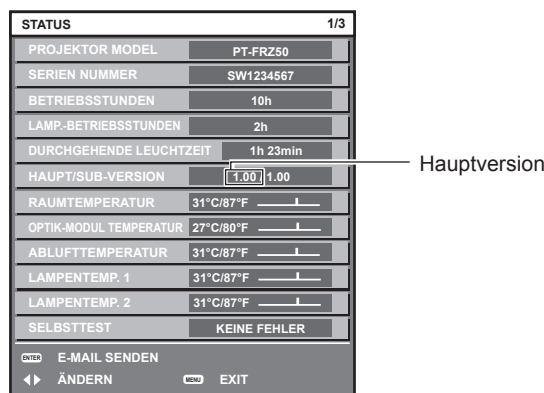 STATUS 1/3
PROJEKTOR MODEL PT-FRZ50
SERIEN NUMMER SW1234567
BETRIEBSSTUNDEN 10h
LAMP.-BETRIEBSSTUNDEN 2h
DURCHGEHENDE LEUCHTZEIT 1h 23min
Hauptversion
HAUPT/SUB-VERSION 1.00 / 1.00
RAUMTEMPERATUR 31°C/87°F
OPTIK-MODUL TEMPERATUR 27°C/80°F
ABLUFTTEMPERATUR 31°C/87°F
LAMPENTEMP. 1 31°C/87°F
LAMPENTEMP. 2 31°C/87°F
SELBSTTEST KEINE FEHLER
ENTER E-MAIL SENDEN
ÄNDERN MENU EXIT